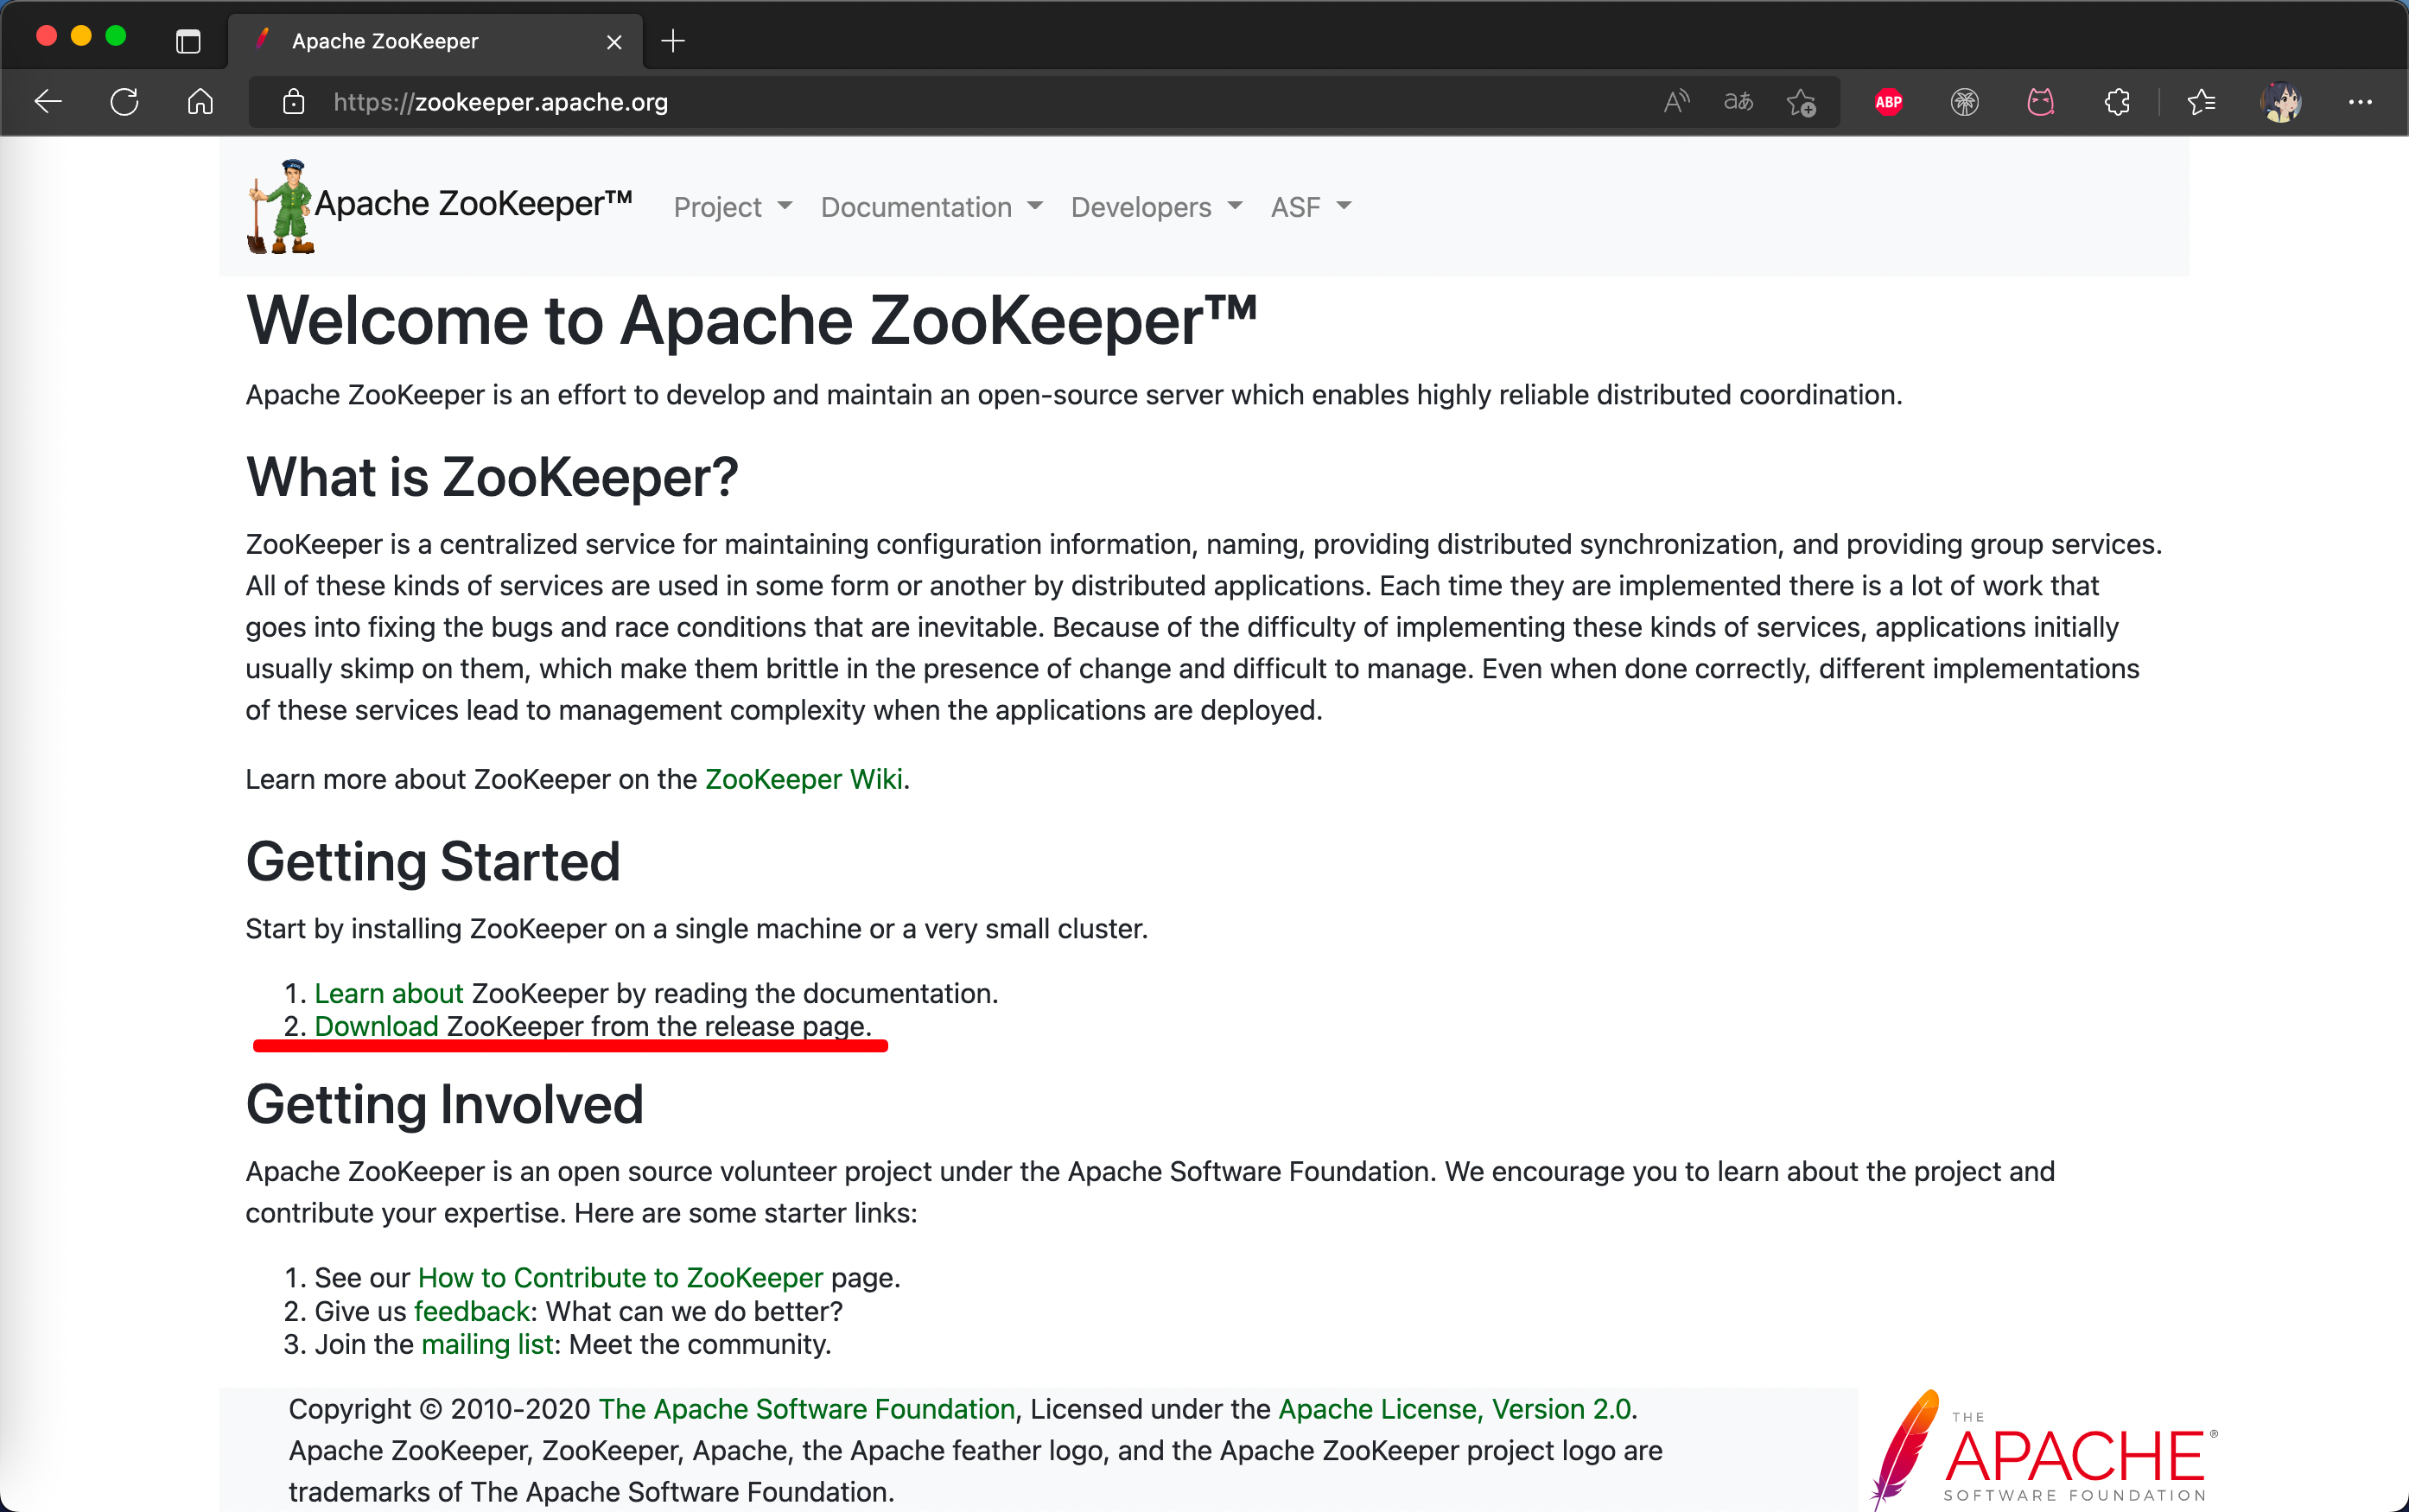 Apache ZooKeeper
https://zookeeper.apache.org
aあ
ABP
Apache ZooKeeper™ Project Documentation Developers ASF
Welcome to Apache ZooKeeper™
Apache ZooKeeper is an effort to develop and maintain an open-source server which enables highly reliable distributed coordination.
What is ZooKeeper?
ZooKeeper is a centralized service for maintaining configuration information, naming, providing distributed synchronization, and providing group services.
All of these kinds of services are used in some form or another by distributed applications. Each time they are implemented there is a lot of work that
goes into fixing the bugs and race conditions that are inevitable. Because of the difficulty of implementing these kinds of services, applications initially
usually skimp on them, which make them brittle in the presence of change and difficult to manage. Even when done correctly, different implementations
of these services lead to management complexity when the applications are deployed.
Learn more about ZooKeeper on the ZooKeeper Wiki.
Getting Started
Start by installing ZooKeeper on a single machine or a very small cluster.
1. Learn about ZooKeeper by reading the documentation.
2. Download ZooKeeper from the release page.
Getting Involved
Apache ZooKeeper is an open source volunteer project under the Apache Software Foundation. We encourage you to learn about the project and
contribute your expertise. Here are some starter links:
1. See our How to Contribute to ZooKeeper page.
2. Give us feedback: What can we do better?
3. Join the mailing list: Meet the community.
Copyright © 2010-2020 The Apache Software Foundation, Licensed under the Apache License, Version 2.0.
Apache ZooKeeper, ZooKeeper, Apache, the Apache feather logo, and the Apache ZooKeeper project logo are
trademarks of The Apache Software Foundation.
THE
APACHE®
SOFTWARE FOUNDATION